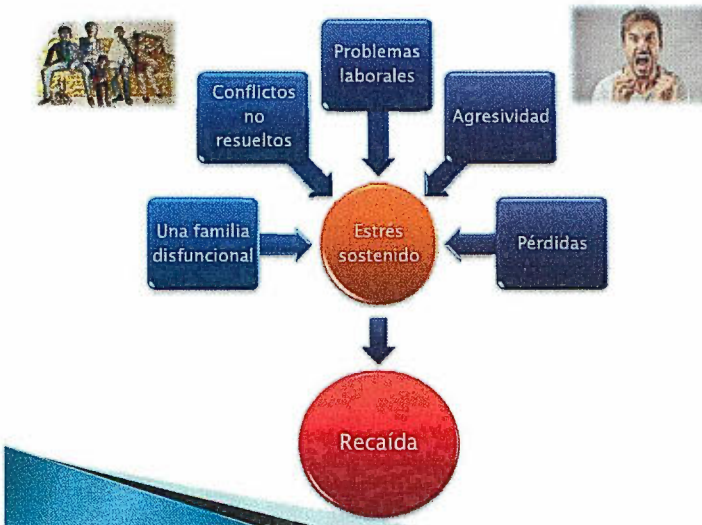 Problemas
laborales
Conflictos
no
resueltos
Agresividad
Una familia
disfuncional
Estrés
sostenido
Pérdidas
Recaída